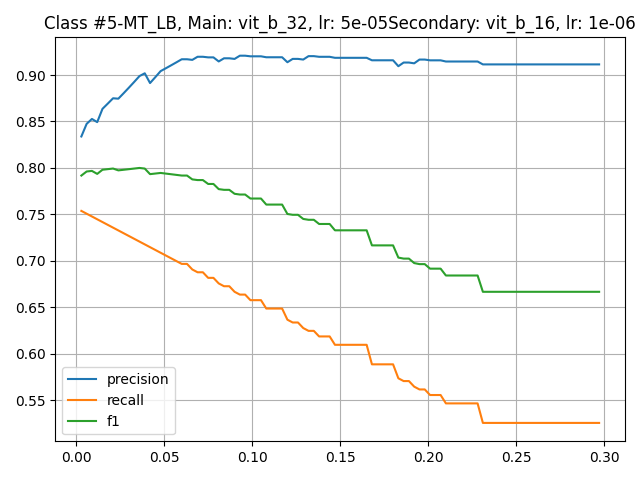 Class #5-MT_LB, Main: vit_b_32, lr: 5e-05Secondary: vit_b_16, lr: 1e-06
0.90
0.85
0.80
0.75
0.70
0.65
0.60
0.55
precision
recall
f1
0.00 0.05 0.10 0.15 0.20 0.25 0.30